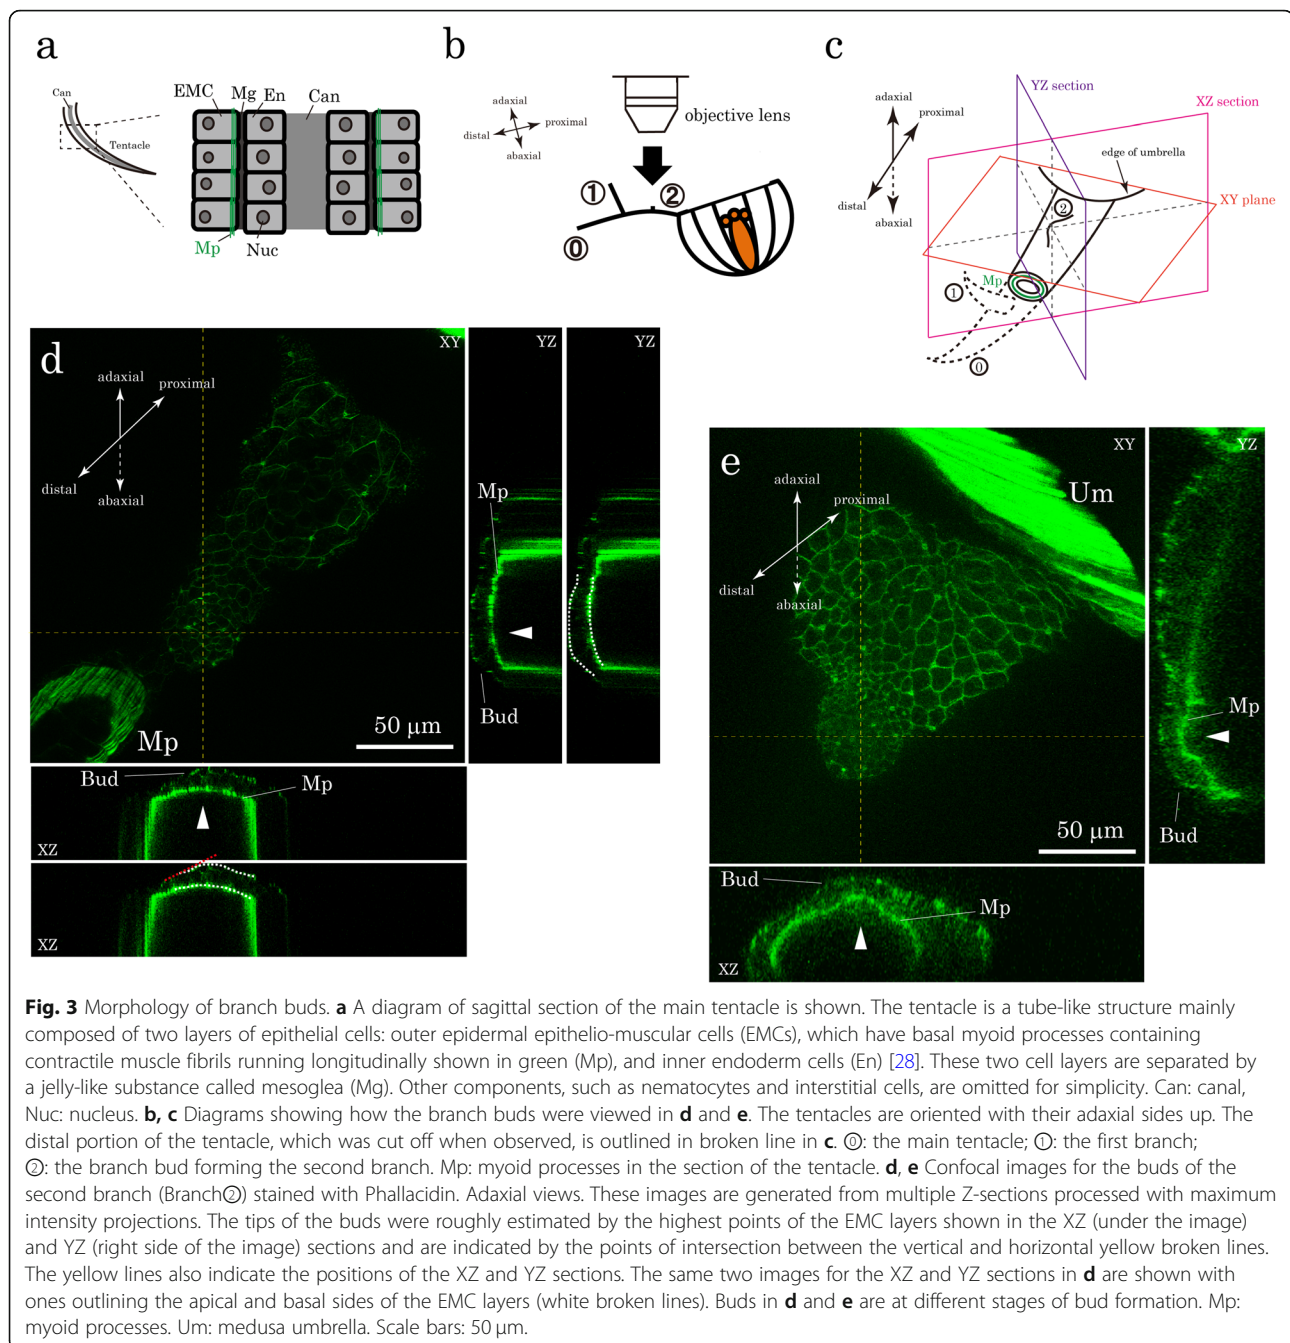 a
Can
Tentacle
EMC
Mg
En
Can
Mp
Nuc
b
adaxial
proximal
distal
abaxial
objective lens
①
②
⓪
c
YZ section
XZ section
adaxial
proximal
edge of umbrella
XY plane
distal
abaxial
②
Mp
①
⓪
d
XY
YZ
YZ
adaxial
proximal
distal
abaxial
Mp
Bud
50 μm
Mp
Bud
Mp
XZ
XZ
e
XY
YZ
Um
adaxial
proximal
distal
abaxial
Mp
Bud
50 μm
Bud
Mp
XZ
Fig. 3 Morphology of branch buds. a A diagram of sagittal section of the main tentacle is shown. The tentacle is a tube-like structure mainly
composed of two layers of epithelial cells: outer epidermal epithelio-muscular cells (EMCs), which have basal myoid processes containing
contractile muscle fibrils running longitudinally shown in green (Mp), and inner endoderm cells (En) [28]. These two cell layers are separated by
a jelly-like substance called mesoglea (Mg). Other components, such as nematocytes and interstitial cells, are omitted for simplicity. Can: canal,
Nuc: nucleus. b, c Diagrams showing how the branch buds were viewed in d and e. The tentacles are oriented with their adaxial sides up. The
distal portion of the tentacle, which was cut off when observed, is outlined in broken line in c. ⓪: the main tentacle; ①: the first branch;
②: the branch bud forming the second branch. Mp: myoid processes in the section of the tentacle. d, e Confocal images for the buds of the
second branch (Branch②) stained with Phallacidin. Adaxial views. These images are generated from multiple Z-sections processed with maximum
intensity projections. The tips of the buds were roughly estimated by the highest points of the EMC layers shown in the XZ (under the image)
and YZ (right side of the image) sections and are indicated by the points of intersection between the vertical and horizontal yellow broken lines.
The yellow lines also indicate the positions of the XZ and YZ sections. The same two images for the XZ and YZ sections in d are shown with
ones outlining the apical and basal sides of the EMC layers (white broken lines). Buds in d and e are at different stages of bud formation. Mp:
myoid processes. Um: medusa umbrella. Scale bars: 50 μm.